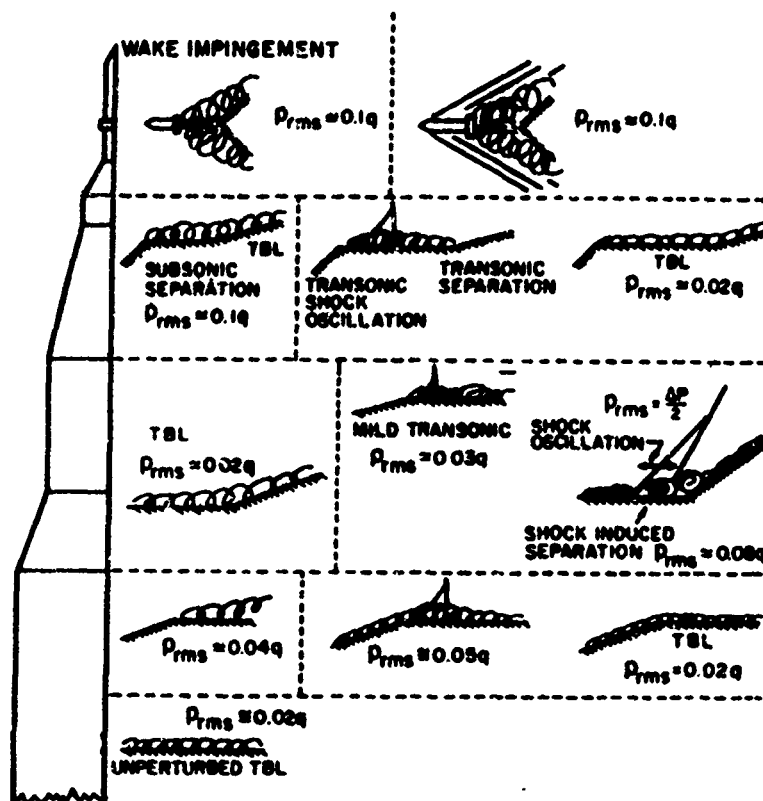 WAKE IMPINGEMENT
Prms≈0.1q
Prms≈0.1q
TBL
SUBSONIC
SEPARATION
Prms≈0.1q
TRANSONIC
SHOCK
OSCILLATION
TRANSONIC
SEPARATION
TBL
Prms≈0.02q
TBL
Prms≈0.02q
MILD TRANSONIC
Prms≈0.03q
Prms=ΔP/2
SHOCK
OSCILLATION
SHOCK INDUCED
SEPARATION Prms≈0.08q
Prms≈0.04q
Prms≈0.05q
TBL
Prms≈0.02q
Prms≈0.02q
UNPERTURBED TBL